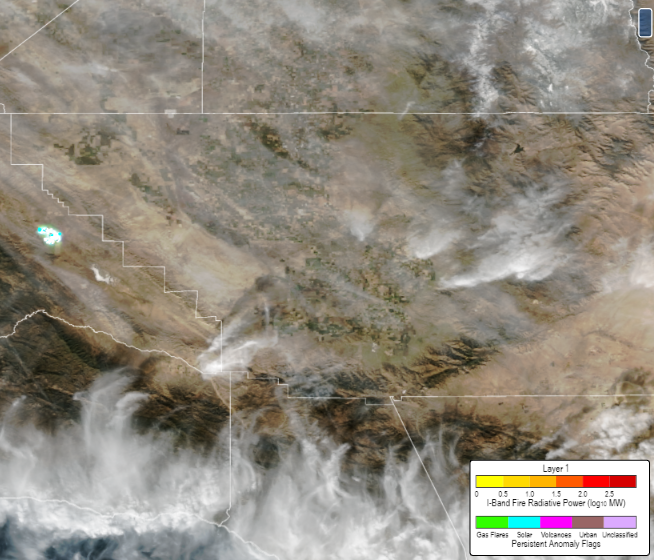 Layer 1
0 0.5 1.0 1.5 2.0 2.5
I-Band Fire Radiative Power (log₁₀ MW)
Gas Flares Solar Volcanoes Urban Unclassified
Persistent Anomaly Flags